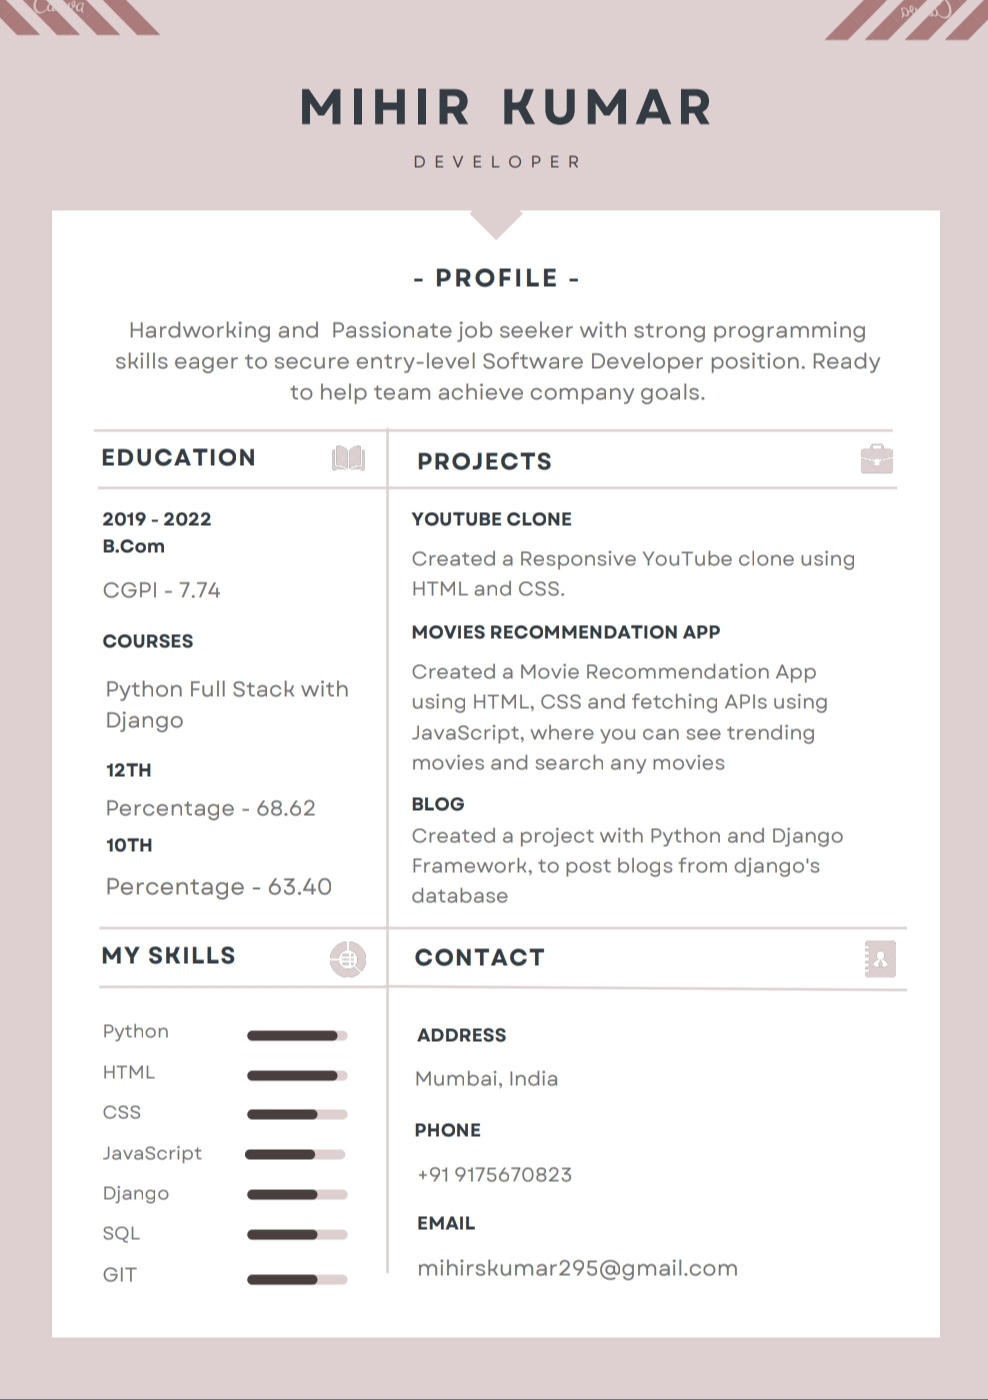 Canva
MIHIR KUMAR
DEVELOPER
- PROFILE -
Hardworking and Passionate job seeker with strong programming
skills eager to secure entry-level Software Developer position. Ready
to help team achieve company goals.
EDUCATION
2019 - 2022
B.Com
CGPI - 7.74
COURSES
Python Full Stack with
Django
12TH
Percentage - 68.62
10TH
Percentage - 63.40
PROJECTS
YOUTUBE CLONE
Created a Responsive YouTube clone using
HTML and CSS.
MOVIES RECOMMENDATION APP
Created a Movie Recommendation App
using HTML, CSS and fetching APIs using
JavaScript, where you can see trending
movies and search any movies
BLOG
Created a project with Python and Django
Framework, to post blogs from django's
database
MY SKILLS
Python
HTML
CSS
JavaScript
Django
SQL
GIT
CONTACT
ADDRESS
Mumbai, India
PHONE
+91 9175670823
EMAIL
mihirskumar295@gmail.com